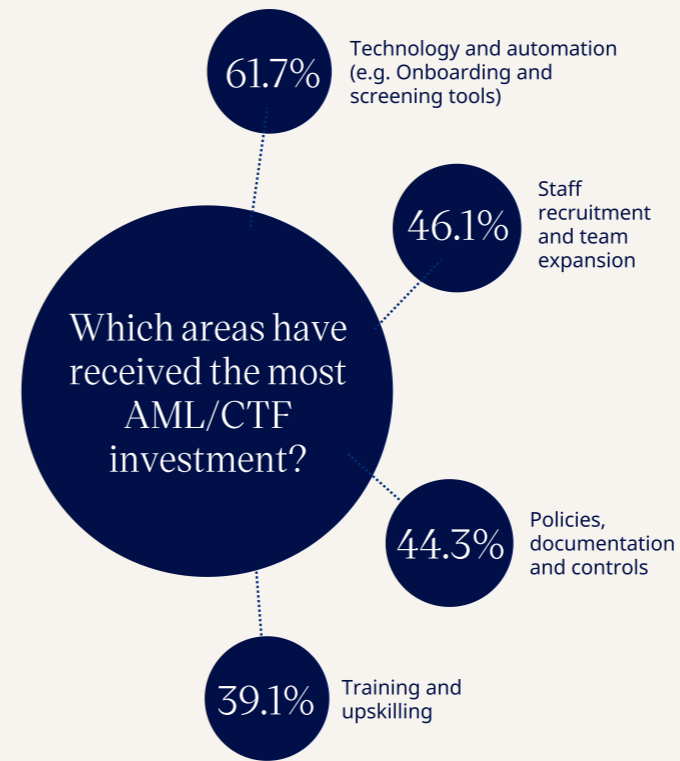 61.7%
Technology and automation
(e.g. Onboarding and
screening tools)
46.1%
Staff
recruitment
and team
expansion
Which areas have
received the most
AML/CTF
investment?
44.3%
Policies,
documentation
and controls
39.1%
Training and
upskilling